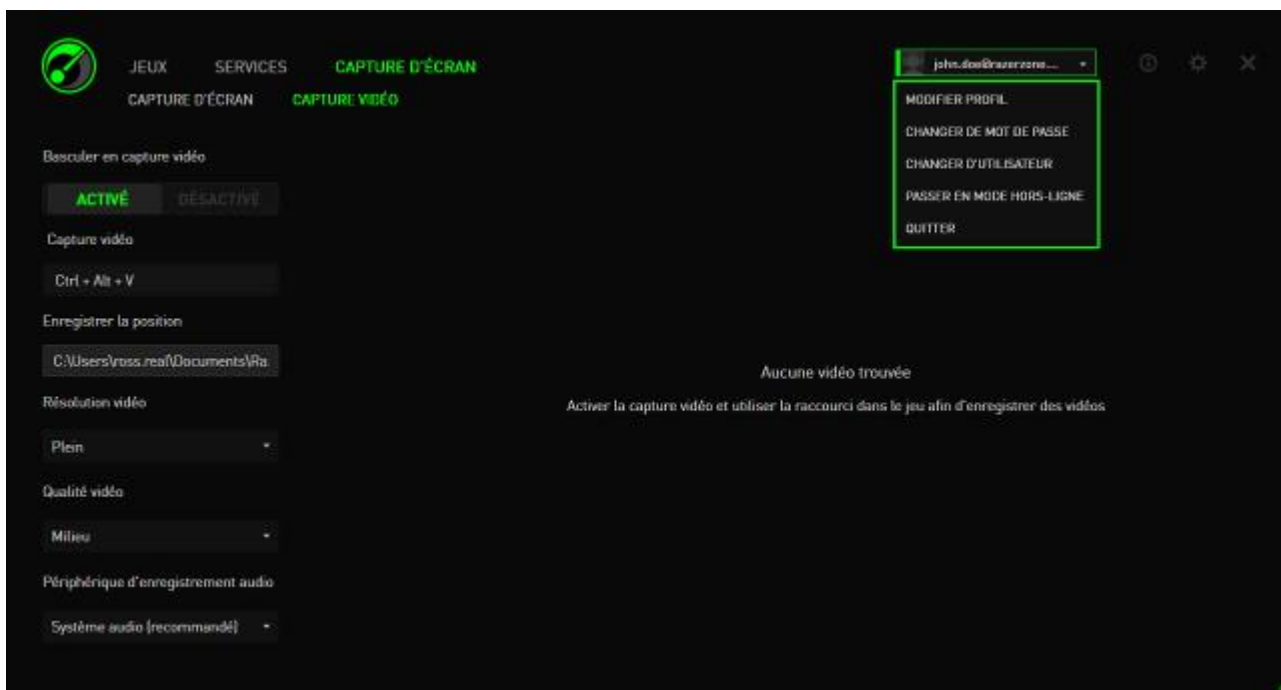 JEUX SERVICES CAPTURE D'ÉCRAN
john.doe@razerzone....
CAPTURE D'ÉCRAN CAPTURE VIDÉO
MODIFIER PROFIL
CHANGER DE MOT DE PASSE
CHANGER D'UTILISATEUR
PASSER EN MODE HORS-LIGNE
QUITTER
Basculer en capture vidéo
ACTIVÉ DÉSACTIVÉ
Capture vidéo
Ctrl + Alt + V
Enregistrer la position
C:\Users\ross.real\Documents\Ra
Résolution vidéo
Plein
Qualité vidéo
Milieu
Périphérique d'enregistrement audio
Système audio (recommandé)
Aucune vidéo trouvée
Activer la capture vidéo et utiliser la raccourci dans le jeu afin d'enregistrer des vidéos